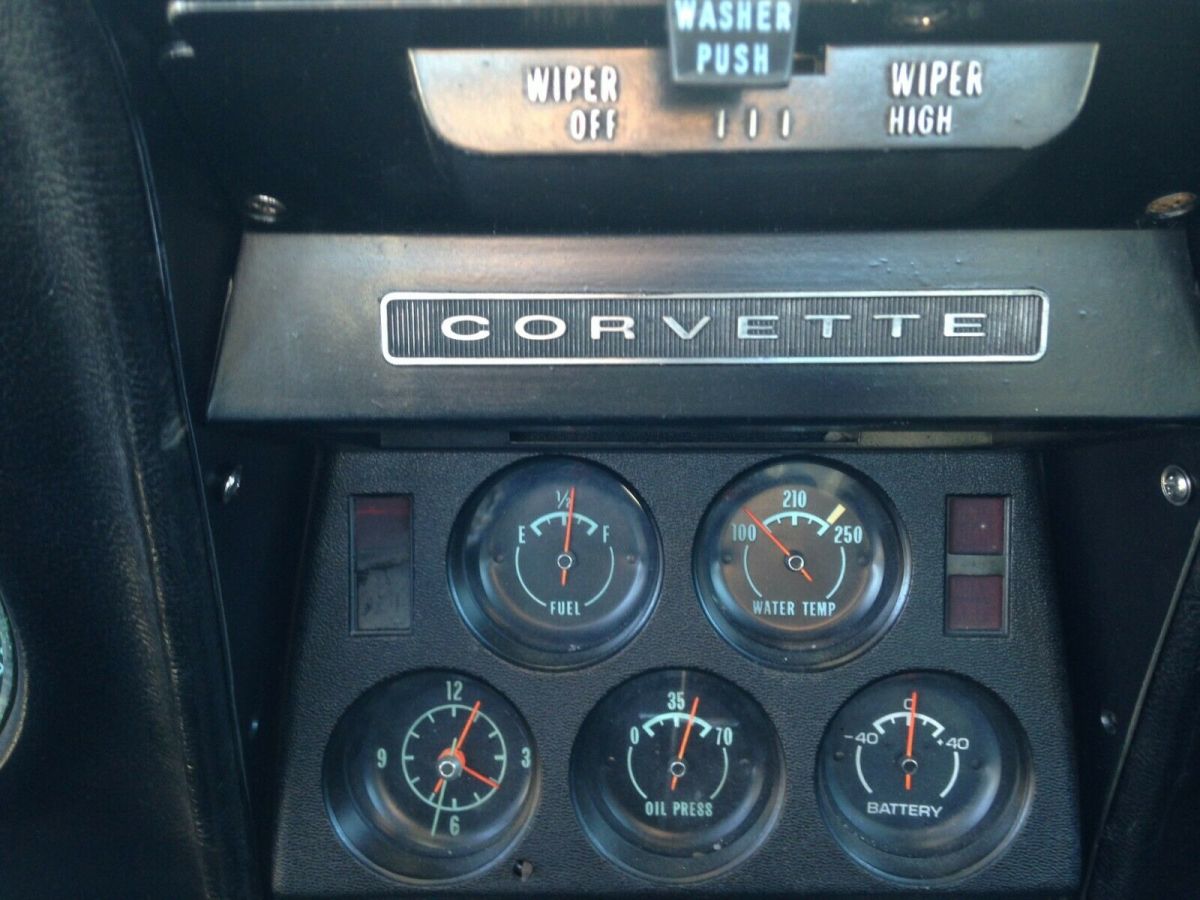 WASHER
PUSH
WIPER
OFF
WIPER
HIGH
CORVETTE
1/2
E F
FUEL
210
100 250
WATER TEMP
12
9 3
6
35
0 70
OIL PRESS
0
-40 +40
BATTERY